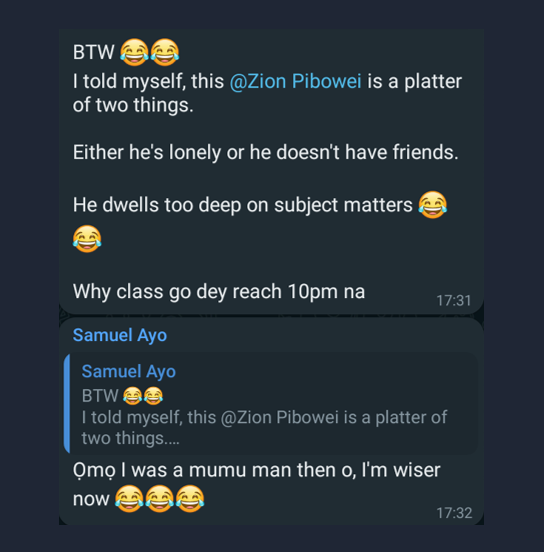 BTW 😂😂
I told myself, this @Zion Pibowei is a platter
of two things.
Either he's lonely or he doesn't have friends.
He dwells too deep on subject matters 😂
😂
Why class go dey reach 10pm na
17:31
Samuel Ayo
Samuel Ayo
BTW 😂😂
I told myself, this @Zion Pibowei is a platter of
two things....
Ọmọ I was a mumu man then o, I'm wiser
now 😂😂😂
17:32